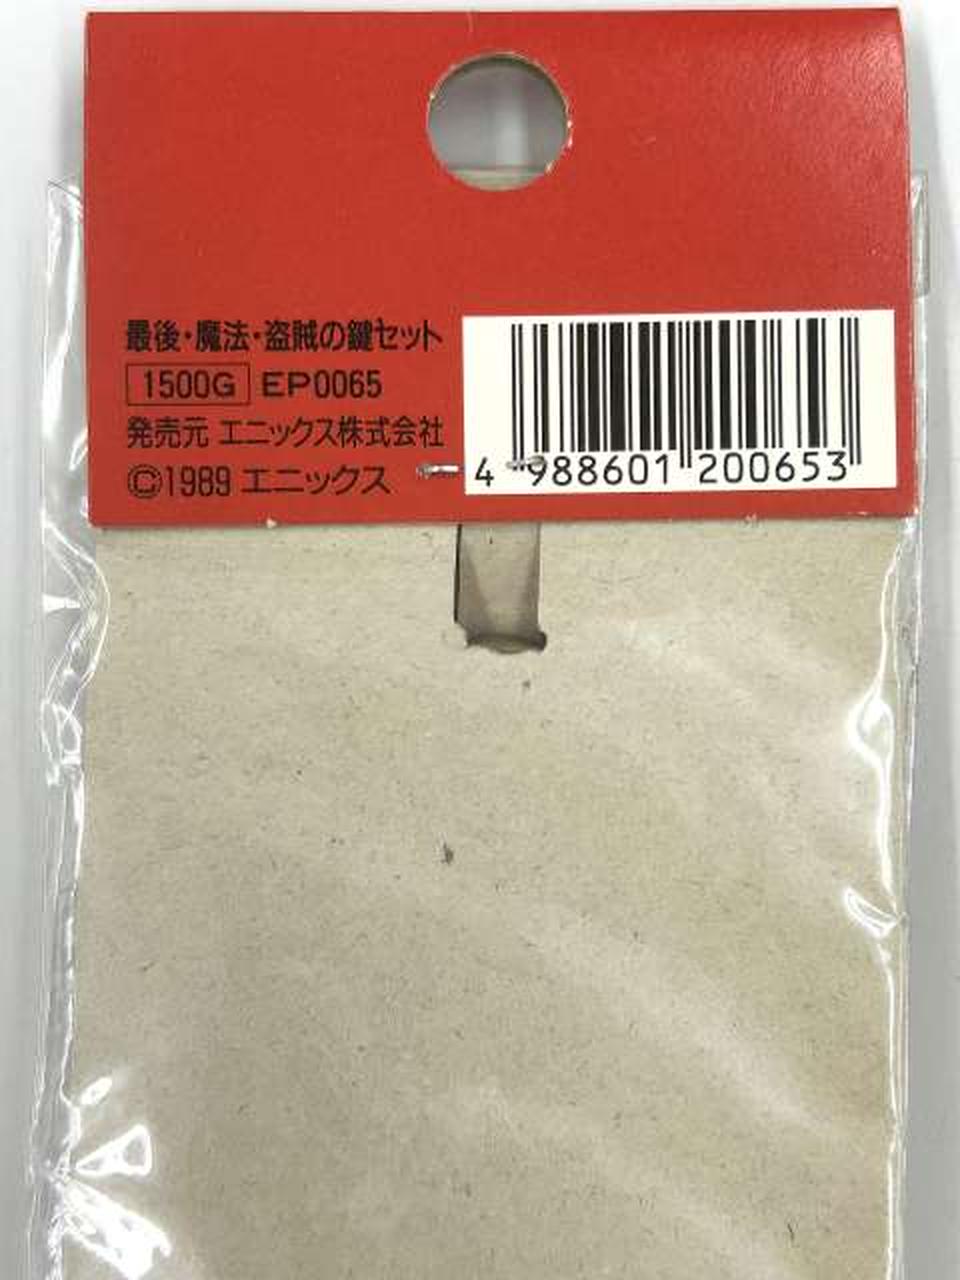 最後・魔法・盗賊の鍵セット
1500G EP0065
発売元 エニックス株式会社
©1989 エニックス
4 988601 200653